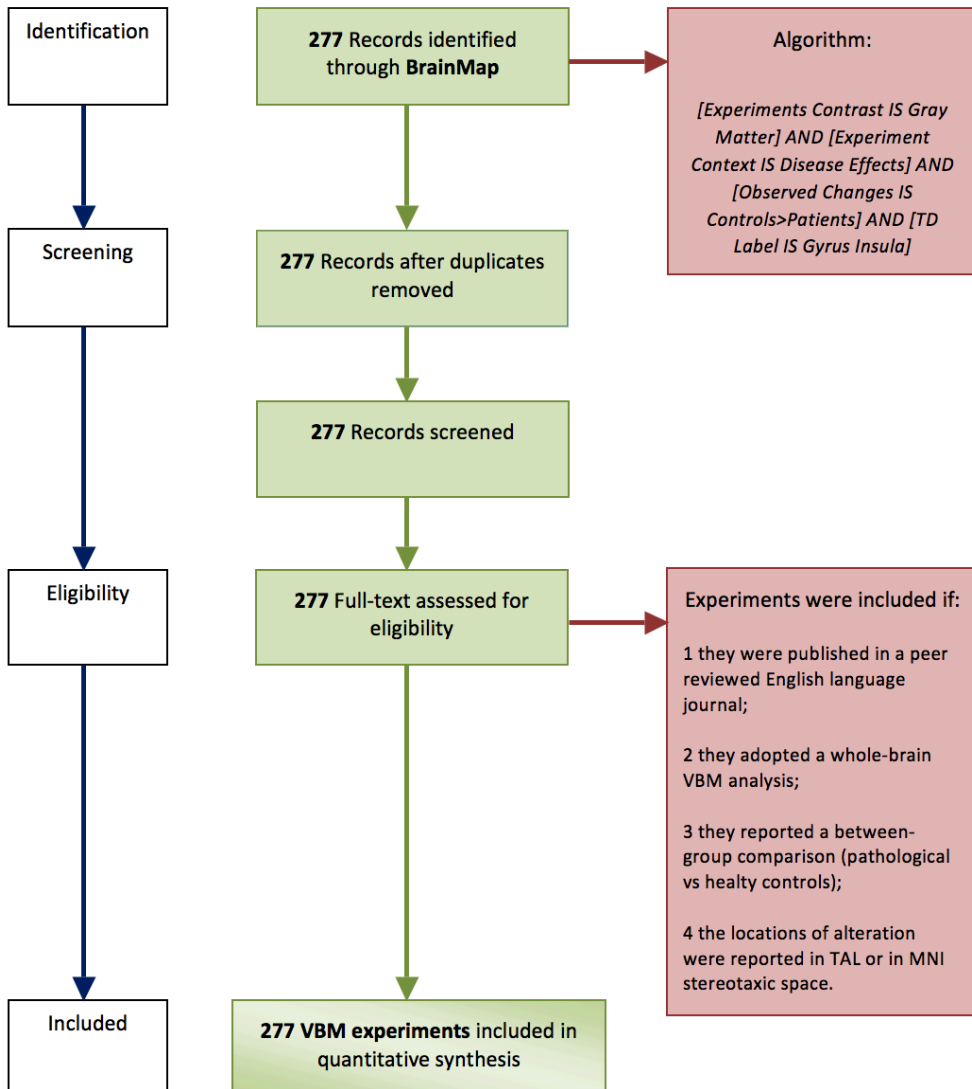 Identification
277 Records identified
through BrainMap
Algorithm:
[Experiments Contrast IS Gray
Matter] AND [Experiment
Context IS Disease Effects] AND
[Observed Changes IS
Controls>Patients] AND [TD
Label IS Gyrus Insula]
Screening
277 Records after duplicates
removed
277 Records screened
Eligibility
277 Full-text assessed for
eligibility
Experiments were included if:
1 they were published in a peer
reviewed English language
journal;
2 they adopted a whole-brain
VBM analysis;
3 they reported a between-
group comparison (pathological
vs healty controls);
4 the locations of alteration
were reported in TAL or in MNI
stereotaxic space.
Included
277 VBM experiments included in
quantitative synthesis